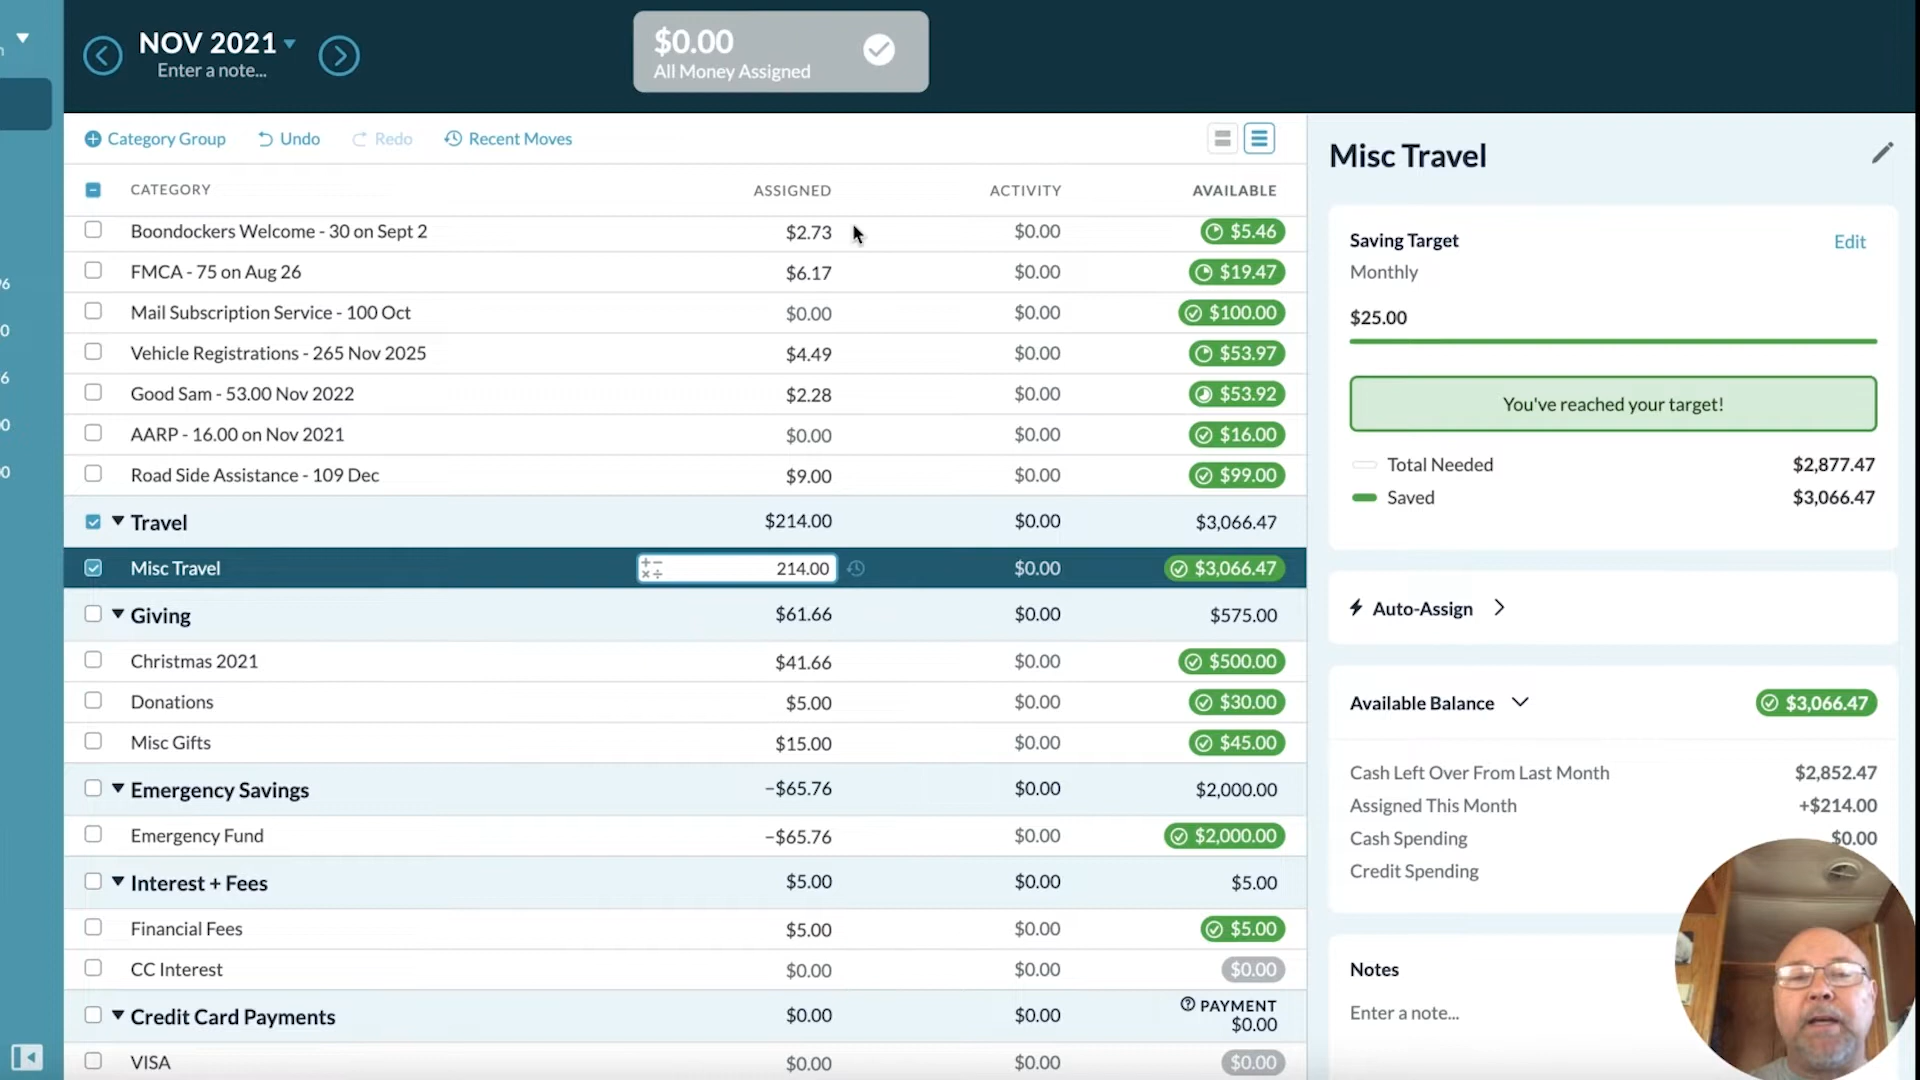 NOV 2021
Enter a note...
$0.00
All Money Assigned
Category Group Undo Redo Recent Moves
CATEGORY ASSIGNED ACTIVITY AVAILABLE
Boondockers Welcome - 30 on Sept 2 $2.73 $0.00 $5.46
FMCA - 75 on Aug 26 $6.17 $0.00 $19.47
Mail Subscription Service - 100 Oct $0.00 $0.00 $100.00
Vehicle Registrations - 265 Nov 2025 $4.49 $0.00 $53.97
Good Sam - 53.00 Nov 2022 $2.28 $0.00 $53.92
AARP - 16.00 on Nov 2021 $0.00 $0.00 $16.00
Road Side Assistance - 109 Dec $9.00 $0.00 $99.00
Travel $214.00 $0.00 $3,066.47
Misc Travel 214.00 $0.00 $3,066.47
Giving $61.66 $0.00 $575.00
Christmas 2021 $41.66 $0.00 $500.00
Donations $5.00 $0.00 $30.00
Misc Gifts $15.00 $0.00 $45.00
Emergency Savings −$65.76 $0.00 $2,000.00
Emergency Fund −$65.76 $0.00 $2,000.00
Interest + Fees $5.00 $0.00 $5.00
Financial Fees $5.00 $0.00 $5.00
CC Interest $0.00 $0.00 $0.00
Credit Card Payments $0.00 $0.00 PAYMENT
$0.00
VISA $0.00 $0.00 $0.00
Misc Travel
Saving Target Edit
Monthly
$25.00
You've reached your target!
Total Needed $2,877.47
Saved $3,066.47
Auto-Assign
Available Balance $3,066.47
Cash Left Over From Last Month $2,852.47
Assigned This Month +$214.00
Cash Spending $0.00
Credit Spending
Notes
Enter a note...